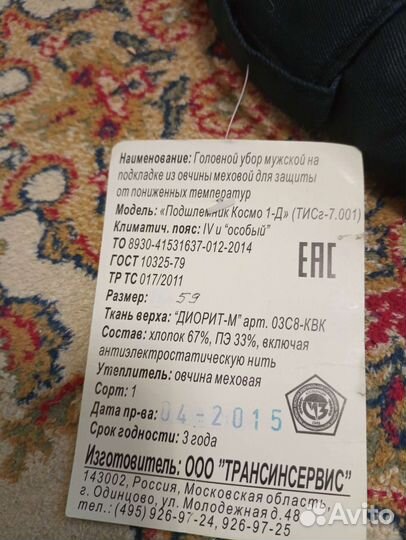 Наименование: Головной убор мужской на
подкладке из овчины меховой для защиты
от пониженных температур
Модель: «Подшлемник Космо 1-Д» (ТИСг-7.001)
Климатич. пояс: IV и "особый"
ТО 8930-41531637-012-2014
ГОСТ 10325-79
ТР ТС 017/2011
EAC
Размер: 59
Ткань верха: "ДИОРИТ-М" арт. 03С8-КВК
Состав: хлопок 67%, ПЭ 33%, включая
антиэлектростатическую нить
Утеплитель: овчина меховая
Сорт: 1
Дата пр-ва: 04-2015
Срок годности: 3 года
Изготовитель: ООО "ТРАНСИНСЕРВИС"
143002, Россия, Московская область,
г. Одинцово, ул. Молодежная д.48
тел.: (495) 926-97-24, 926-97-25
Avito